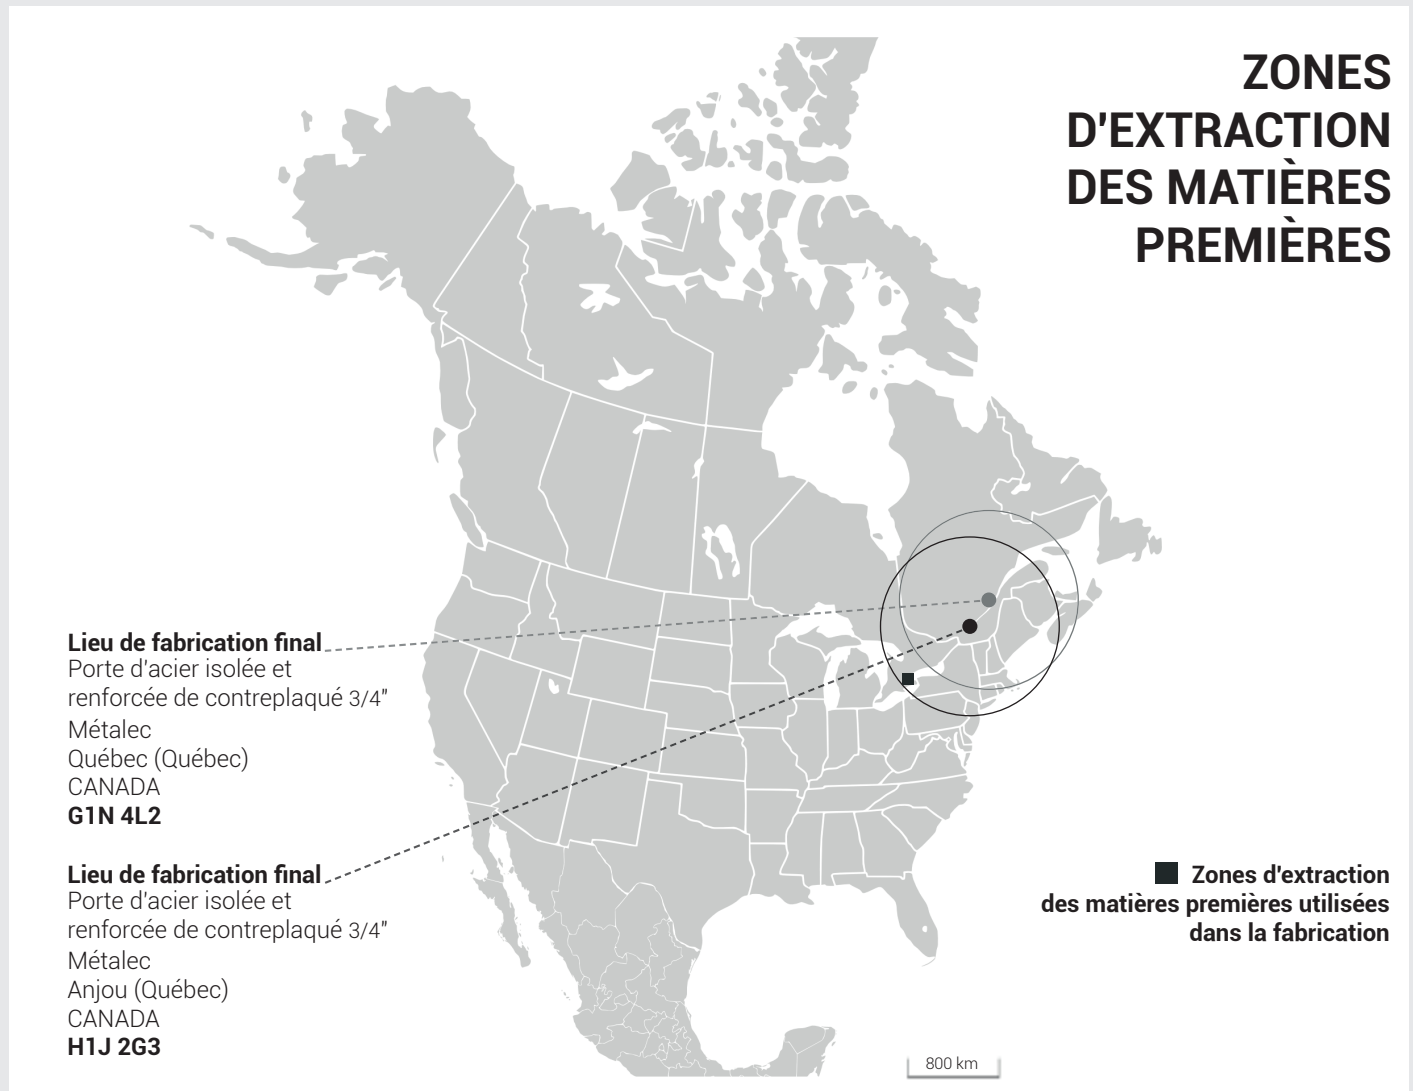 ZONES
D'EXTRACTION
DES MATIÈRES
PREMIÈRES
Lieu de fabrication final
Porte d'acier isolée et
renforcée de contreplaqué 3/4"
Métalec
Québec (Québec)
CANADA
G1N 4L2
Lieu de fabrication final
Porte d'acier isolée et
renforcée de contreplaqué 3/4"
Métalec
Anjou (Québec)
CANADA
H1J 2G3
Zones d'extraction
des matières premières utilisées
dans la fabrication
800 km